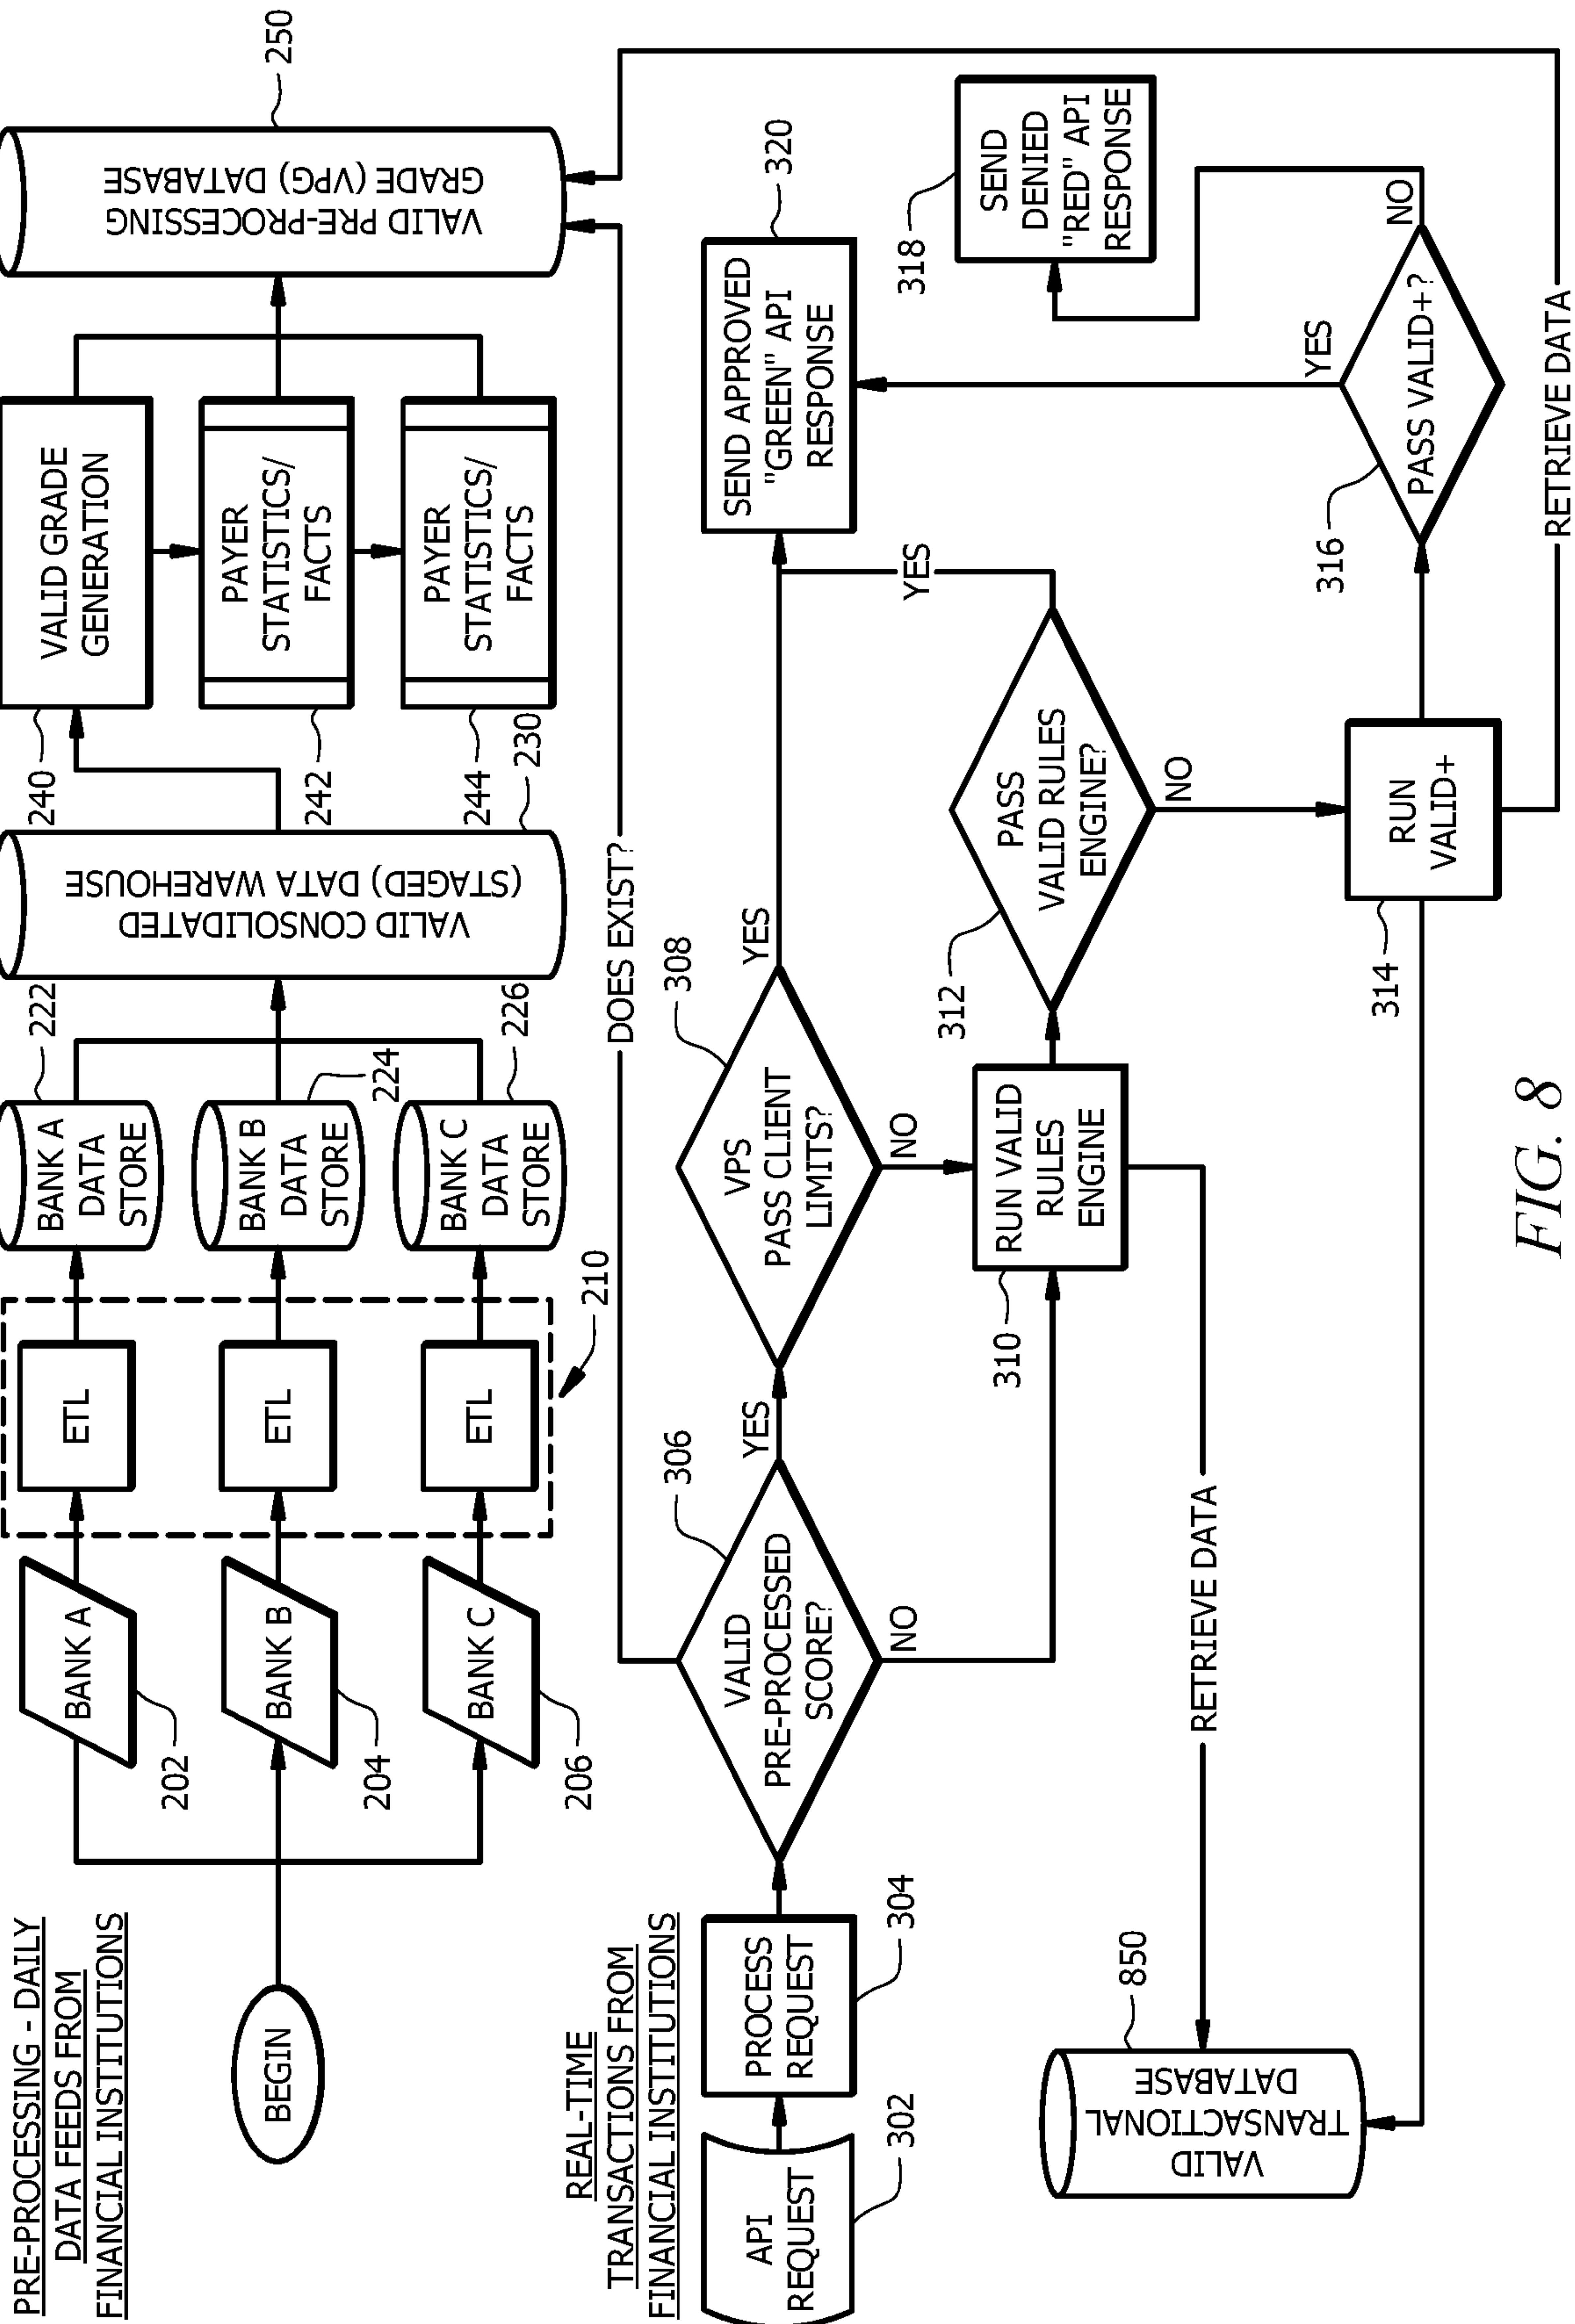 PRE-PROCESSING - DAILY
DATA FEEDS FROM
FINANCIAL INSTITUTIONS
BEGIN
BANK A
202
BANK B
204
BANK C
206
ETL
ETL
ETL
210
BANK A
DATA
STORE
222
BANK B
DATA
STORE
224
BANK C
DATA
STORE
226
VALID CONSOLIDATED
(STAGED) DATA WAREHOUSE
230
VALID GRADE
GENERATION
240
PAYER
STATISTICS/
FACTS
242
PAYER
STATISTICS/
FACTS
244
VALID PRE-PROCESSING
GRADE (VPG) DATABASE
250
REAL-TIME
TRANSACTIONS FROM
FINANCIAL INSTITUTIONS
API
REQUEST
302
PROCESS
REQUEST
304
VALID
PRE-PROCESSED
SCORE?
306
DOES EXIST?
YES
NO
VPS
PASS CLIENT
LIMITS?
308
YES
NO
RUN VALID
RULES
ENGINE
310
PASS
VALID RULES
ENGINE?
312
YES
NO
SEND APPROVED
"GREEN" API
RESPONSE
320
SEND
DENIED
"RED" API
RESPONSE
318
RUN
VALID+
314
PASS VALID+?
316
YES
NO
RETRIEVE DATA
RETRIEVE DATA
VALID
TRANSACTIONAL
DATABASE
850
FIG. 8